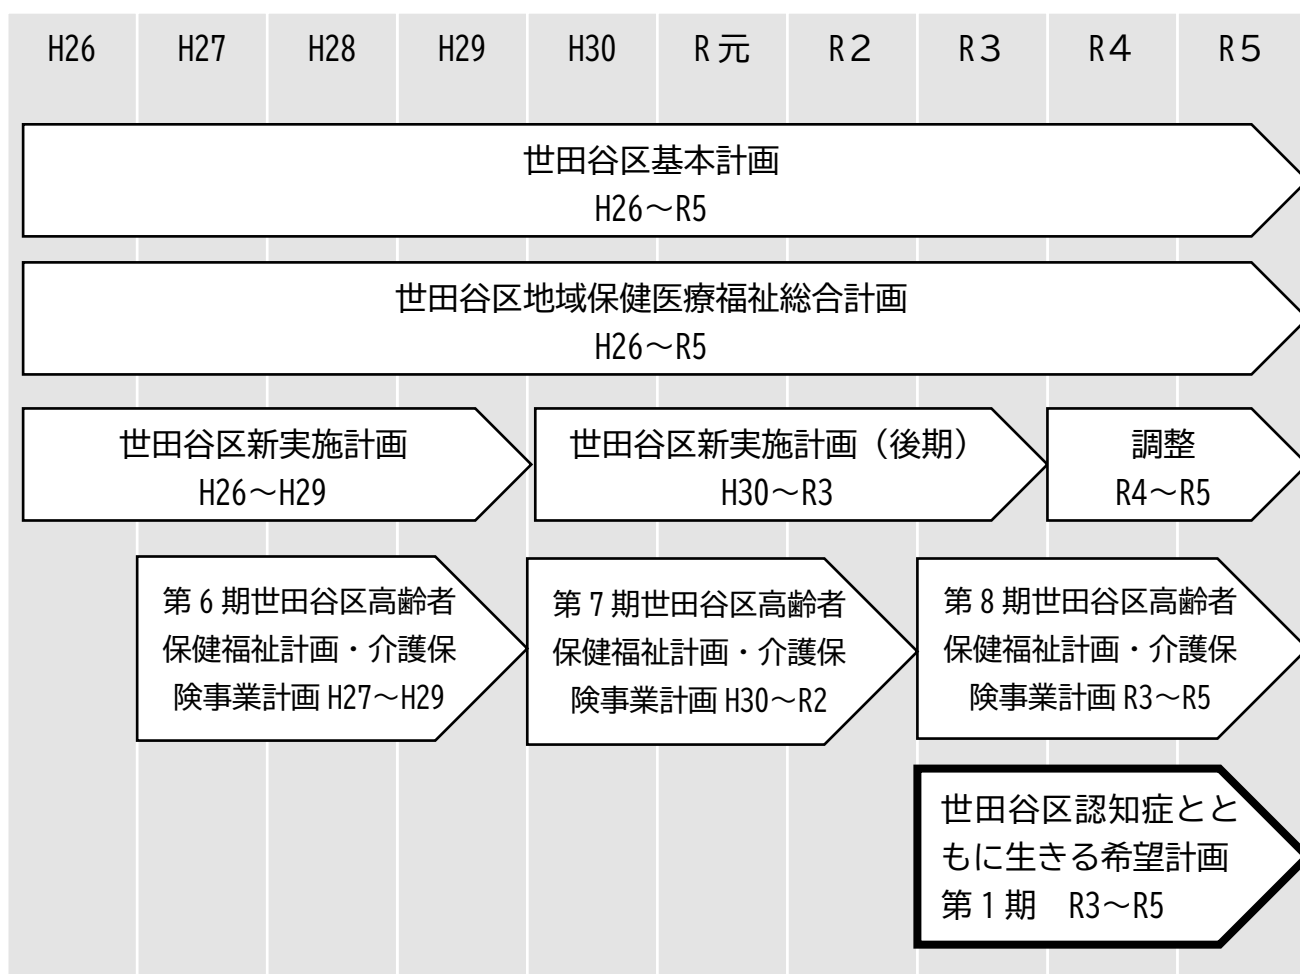 H26 H27 H28 H29 H30 R元 R2 R3 R4 R5
世田谷区基本計画
H26～R5
世田谷区地域保健医療福祉総合計画
H26～R5
世田谷区新実施計画
H26～H29
世田谷区新実施計画（後期）
H30～R3
調整
R4～R5
第6期世田谷区高齢者
保健福祉計画・介護保
険事業計画 H27～H29
第7期世田谷区高齢者
保健福祉計画・介護保
険事業計画 H30～R2
第8期世田谷区高齢者
保健福祉計画・介護保
険事業計画 R3～R5
世田谷区認知症とと
もに生きる希望計画
第1期　R3～R5